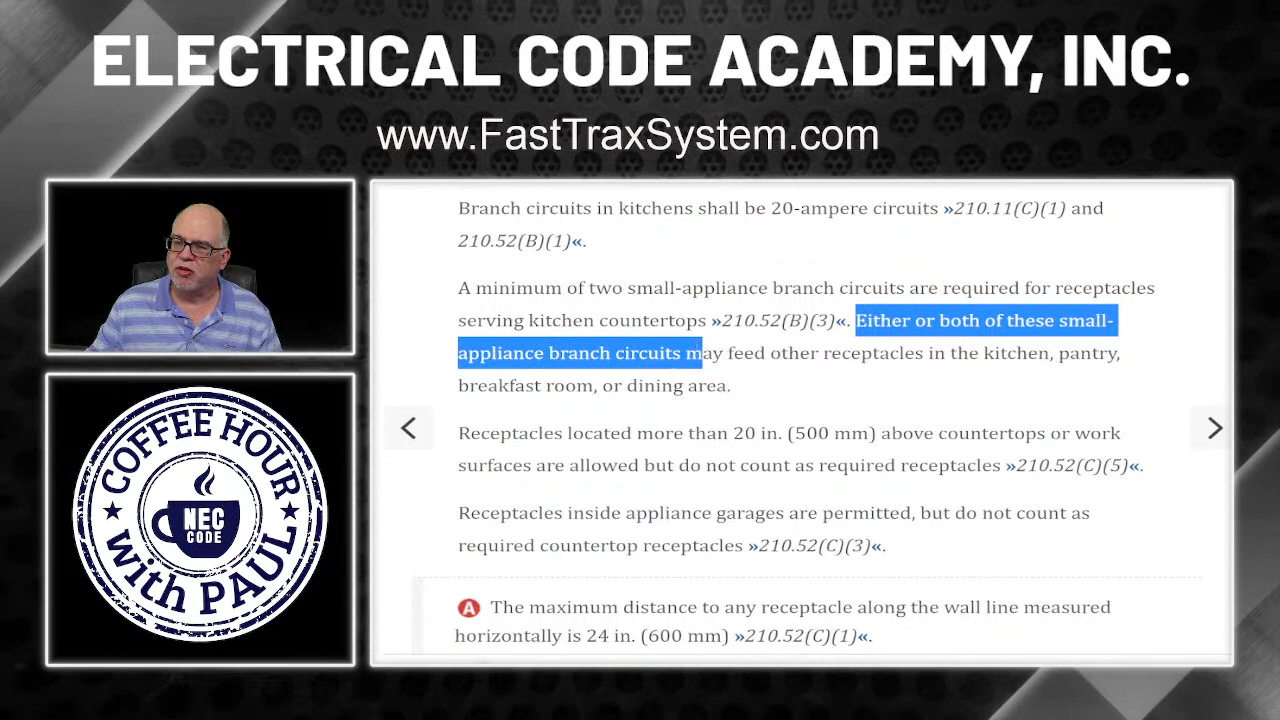 ELECTRICAL CODE ACADEMY, INC.
www.FastTraxSystem.com
Branch circuits in kitchens shall be 20-ampere circuits »210.11(C)(1) and
210.52(B)(1)«.
A minimum of two small-appliance branch circuits are required for receptacles
serving kitchen countertops »210.52(B)(3)«. Either or both of these small-
appliance branch circuits may feed other receptacles in the kitchen, pantry,
breakfast room, or dining area.
Receptacles located more than 20 in. (500 mm) above countertops or work
surfaces are allowed but do not count as required receptacles »210.52(C)(5)«.
Receptacles inside appliance garages are permitted, but do not count as
required countertop receptacles »210.52(C)(3)«.
A The maximum distance to any receptacle along the wall line measured
horizontally is 24 in. (600 mm) »210.52(C)(1)«.
COFFEE HOUR
NEC
CODE
with PAUL